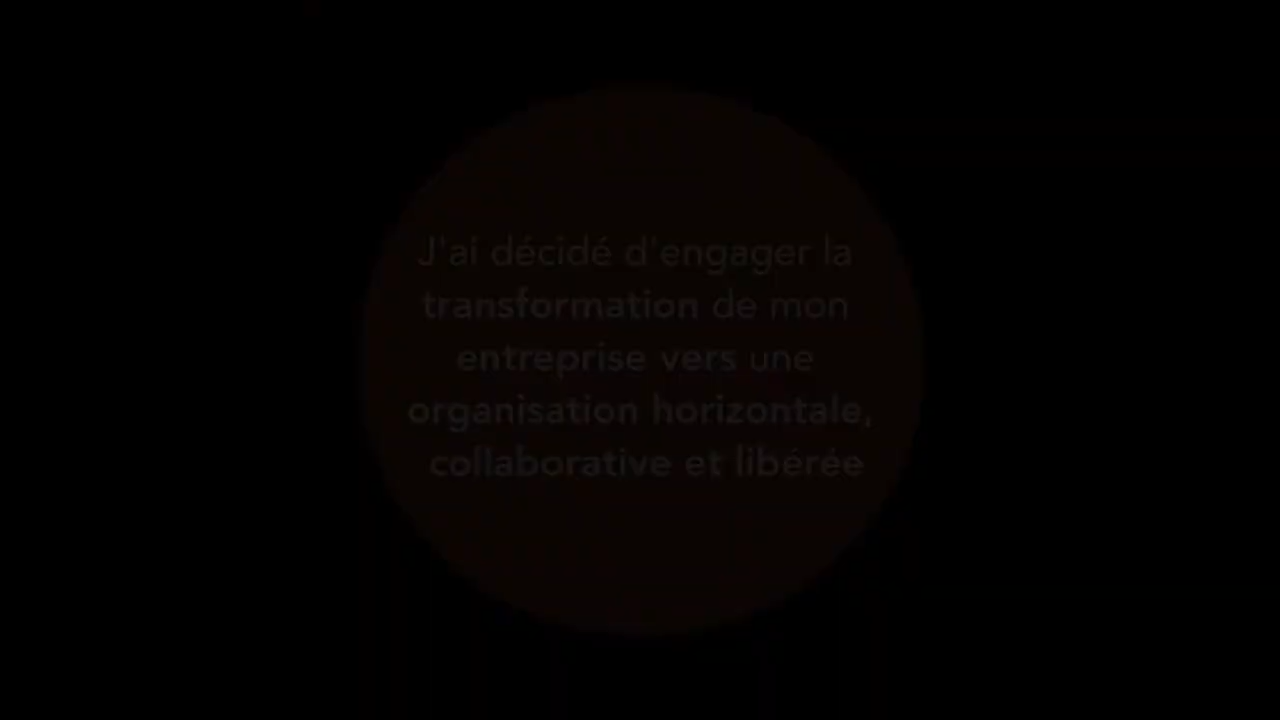 J'ai décidé d'engager la
transformation de mon
entreprise vers une
organisation horizontale,
collaborative et libérée